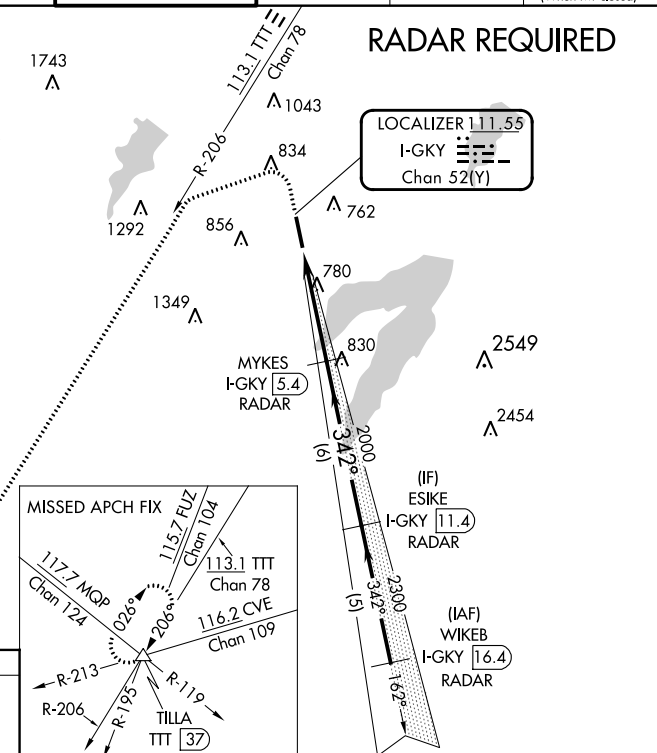 RADAR REQUIRED
1743
113.1 TTT
Chan 78
1043
LOCALIZER 111.55
I-GKY
Chan 52(Y)
R-206
834
762
1292
856
780
1349
830
2549
MYKES
I-GKY 5.4
RADAR
2454
342°
2000
(6)
(IF)
ESIKE
I-GKY 11.4
RADAR
342°
2300
(5)
(IAF)
WIKEB
I-GKY 16.4
RADAR
162°
MISSED APCH FIX
115.7 FUZ
Chan 104
113.1 TTT
Chan 78
117.7 MQP
Chan 124
026°
206°
116.2 CVE
Chan 109
R-213
R-119
R-206
R-195
TILLA
TTT 37